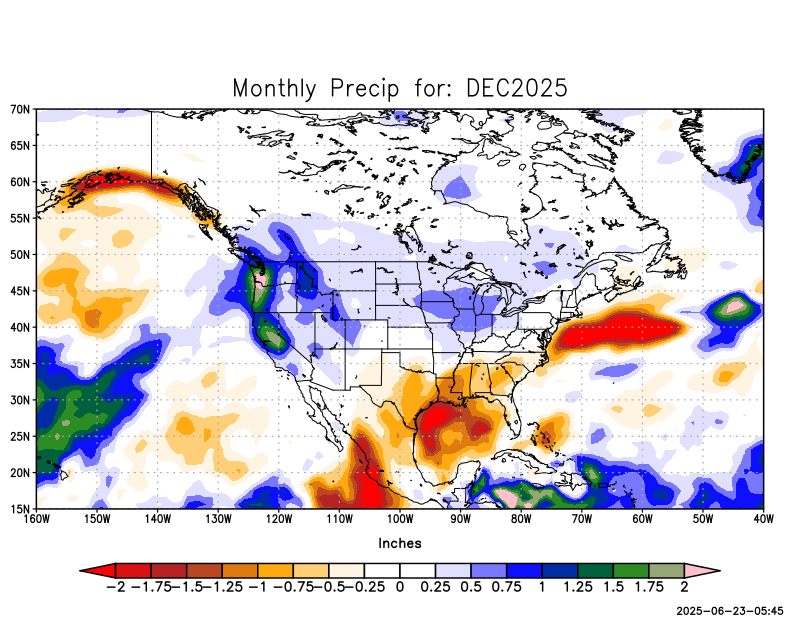 Monthly Precip for: DEC2025
70N
65N
60N
55N
50N
45N
40N
35N
30N
25N
20N
15N
160W 150W 140W 130W 120W 110W 100W 90W 80W 70W 60W 50W 40W
Inches
-2 -1.75 -1.5 -1.25 -1 -0.75 -0.5 -0.25 0 0.25 0.5 0.75 1 1.25 1.5 1.75 2
2025-06-23-05:45